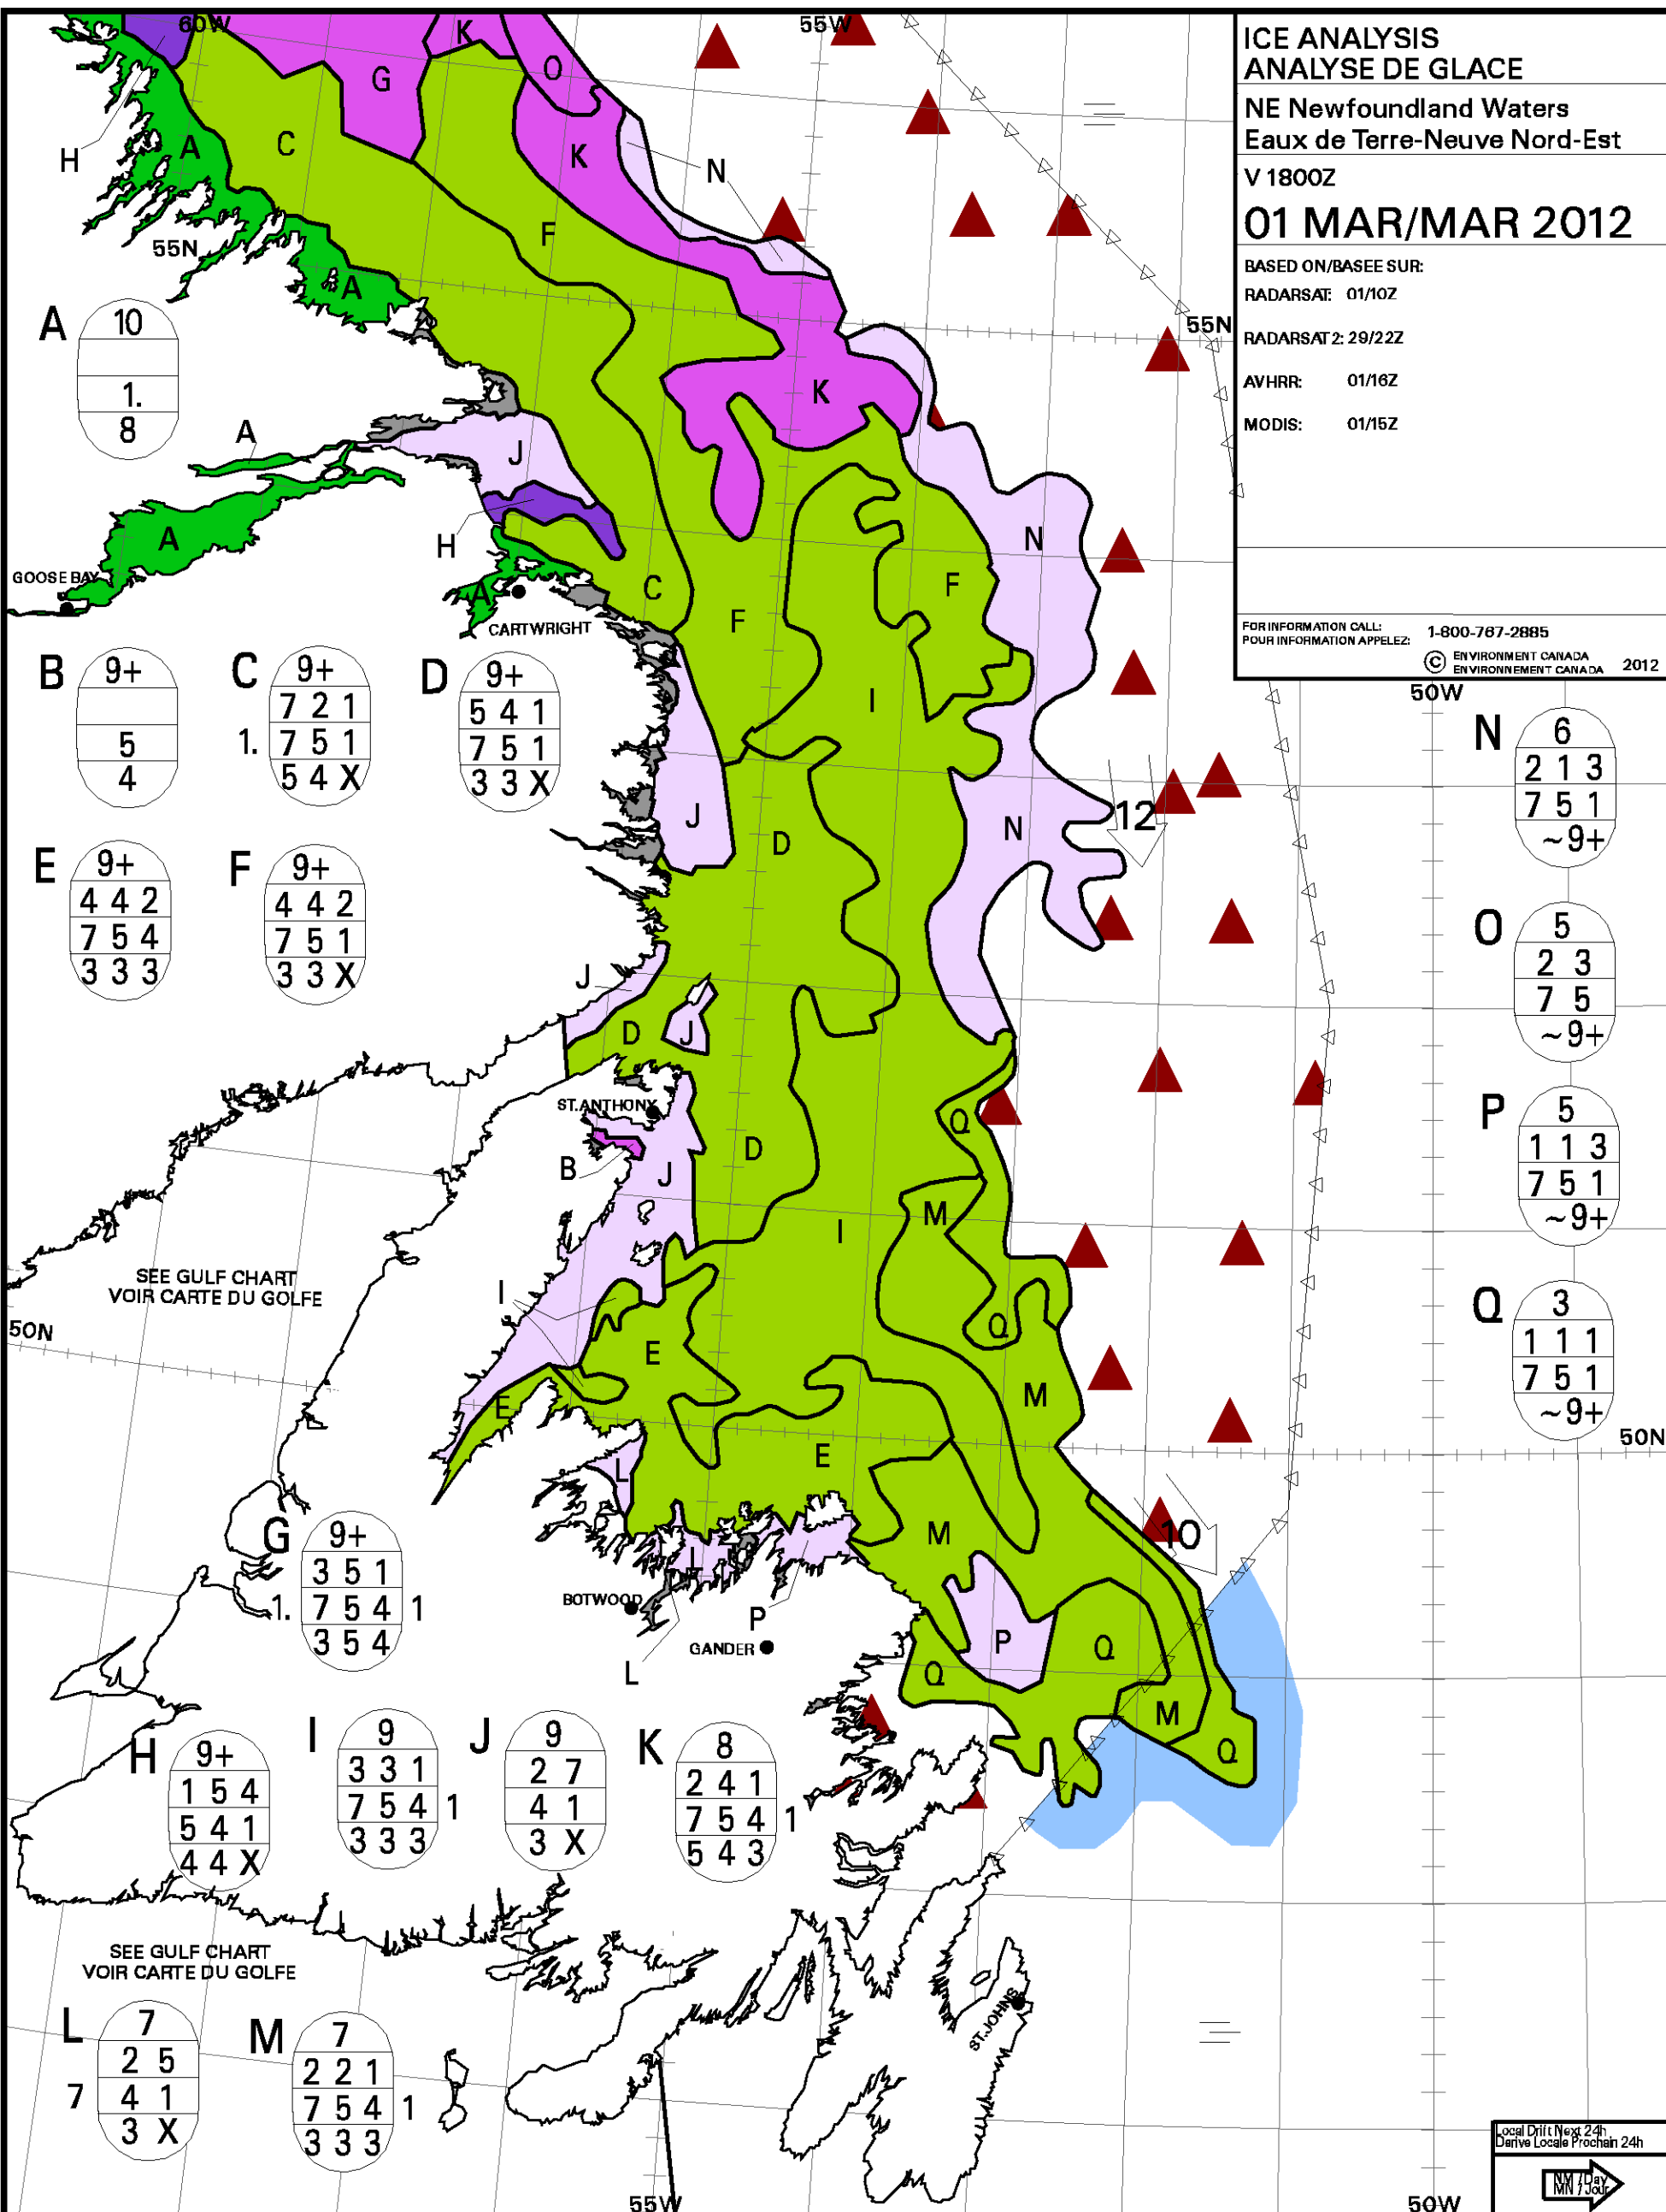 60W
55W
ICE ANALYSIS
ANALYSE DE GLACE
NE Newfoundland Waters
Eaux de Terre-Neuve Nord-Est
V 1800Z
01 MAR/MAR 2012
BASED ON/BASEE SUR:
RADARSAT: 01/10Z
RADARSAT 2: 29/22Z
AVHRR: 01/16Z
MODIS: 01/15Z
FOR INFORMATION CALL:
POUR INFORMATION APPELEZ:
1-800-767-2885
© ENVIRONMENT CANADA
ENVIRONNEMENT CANADA 2012
K
O
G
H
A
C
K
N
F
55N
A
55N
A
10
1.
8
K
A
J
A
H
N
F
C
A
F
GOOSE BAY
CARTWRIGHT
I
B
9+
5
4
C
9+
7 2 1
1. 7 5 1
5 4 X
D
9+
5 4 1
7 5 1
3 3 X
50W
N
6
2 1 3
7 5 1
~9+
J
D
N
12
E
9+
4 4 2
7 5 4
3 3 3
F
9+
4 4 2
7 5 1
3 3 X
O
5
2 3
7 5
~9+
J
D
J
ST.ANTHONY
Q
B
J
D
P
5
1 1 3
7 5 1
~9+
M
I
SEE GULF CHART
VOIR CARTE DU GOLFE
I
50N
E
Q
Q
3
1 1 1
7 5 1
~9+
E
M
50N
L
E
G
9+
3 5 1
1. 7 5 4 1
3 5 4
M
10
L
BOTWOOD
P
GANDER
L
P
Q
Q
M
Q
H
9+
1 5 4
5 4 1
4 4 X
I
9
3 3 1
7 5 4 1
3 3 3
J
9
2 7
4 1
3 X
K
8
2 4 1
7 5 4 1
5 4 3
SEE GULF CHART
VOIR CARTE DU GOLFE
ST.JOHNS
L
7
2 5
7 4 1
3 X
M
7
2 2 1
7 5 4 1
3 3 3
Local Drift Next 24h
Derive Locale Prochain 24h
NM / Day
MN / Jour
55W
50W